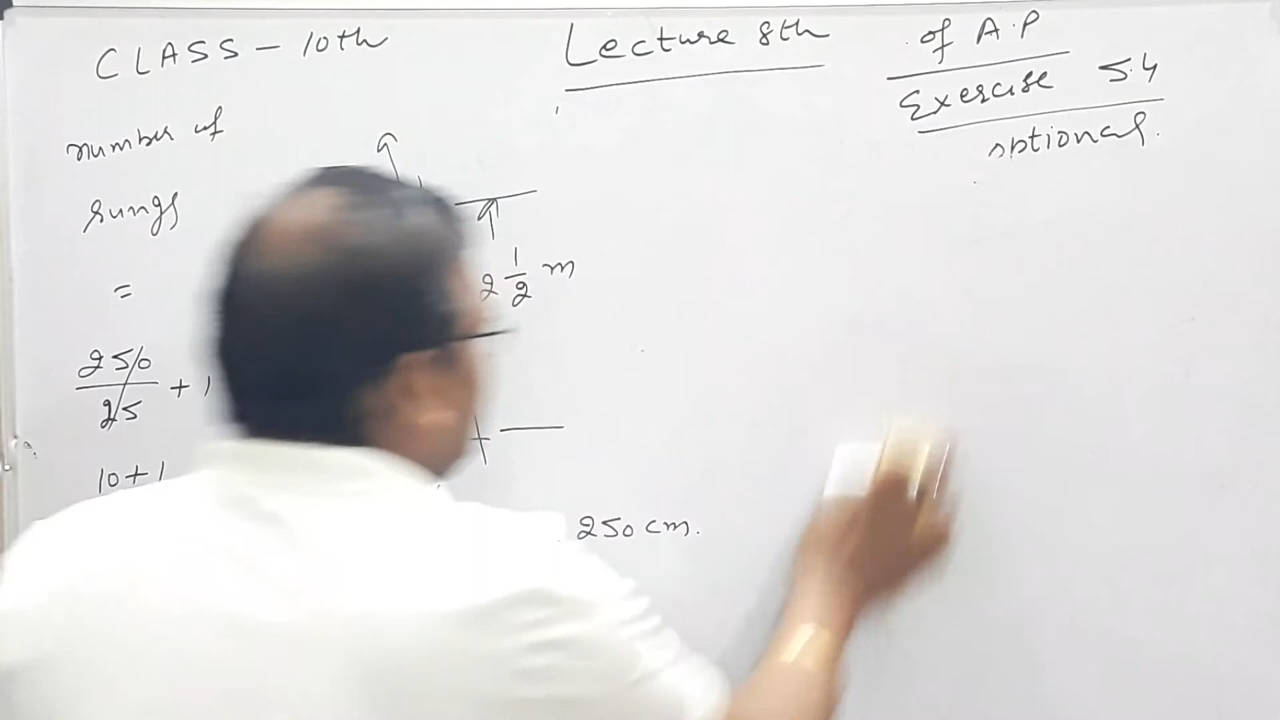 CLASS - 10th
Lecture 8th
of A.P
Exercise 5.4
optional.
number of
rungs
=
250/25 + 1
10+1
2 1/2 m
250 cm.